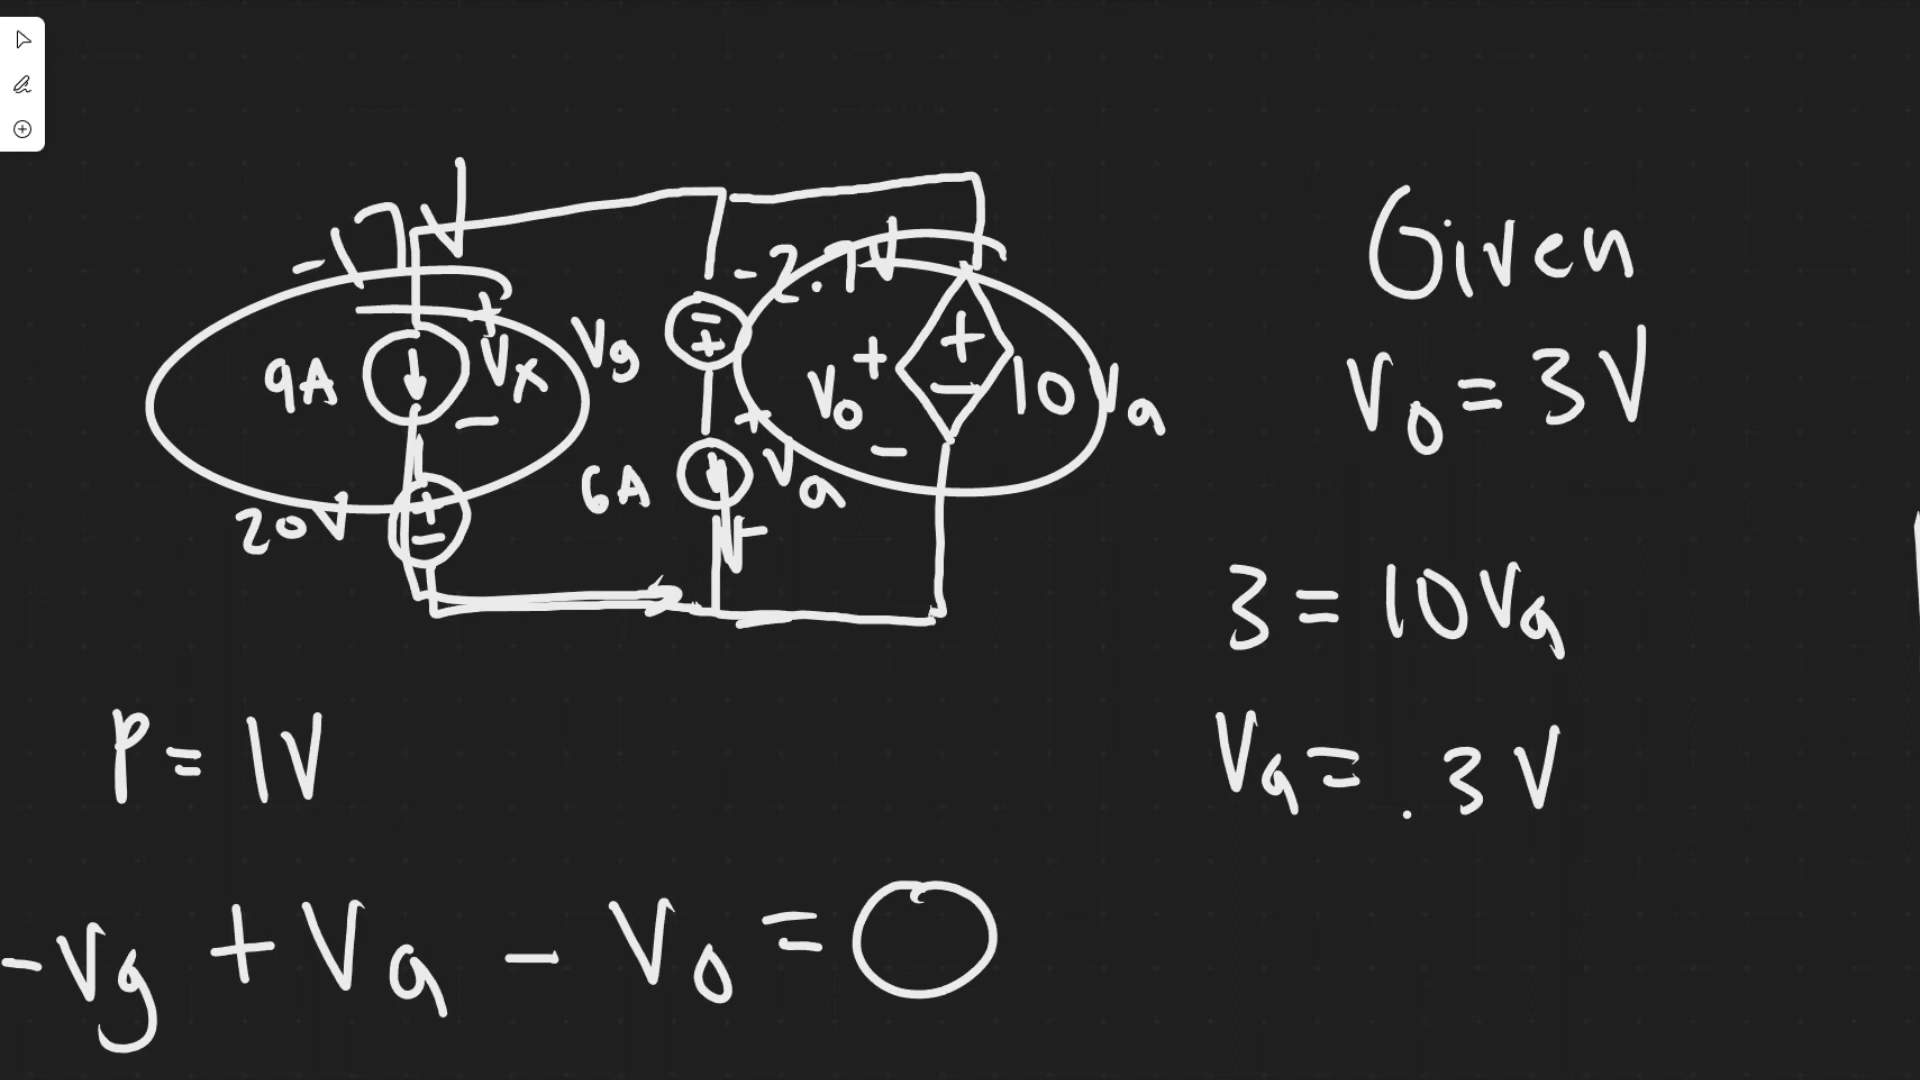 -17V
-2.7V
9A
+
Vx
-
Vg
-
+
Vo
+
-
+
-
10Va
20V
+
-
6A
+
Va
-
Given
Vo = 3V
3 = 10Va
Va = .3V
P = IV
-Vg + Va - Vo = 0